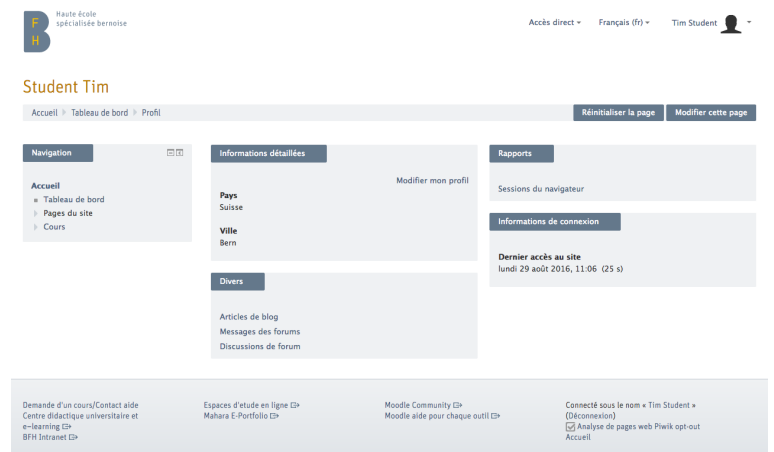 Haute école
spécialisée bernoise
B
F
H
Accès direct
Français (fr)
Tim Student
Student Tim
Accueil
Tableau de bord
Profil
Réinitialiser la page
Modifier cette page
Navigation
Accueil
Tableau de bord
Pages du site
Cours
Informations détaillées
Modifier mon profil
Pays
Suisse
Ville
Bern
Divers
Articles de blog
Messages des forums
Discussions de forum
Rapports
Sessions du navigateur
Informations de connexion
Dernier accès au site
lundi 29 août 2016, 11:06 (25 s)
Demande d'un cours/Contact aide
Centre didactique universitaire et
e-learning
BFH Intranet
Espaces d'etude en ligne
Mahara E-Portfolio
Moodle Community
Moodle aide pour chaque outil
Connecté sous le nom « Tim Student »
(Déconnexion)
Analyse de pages web Piwik opt-out
Accueil